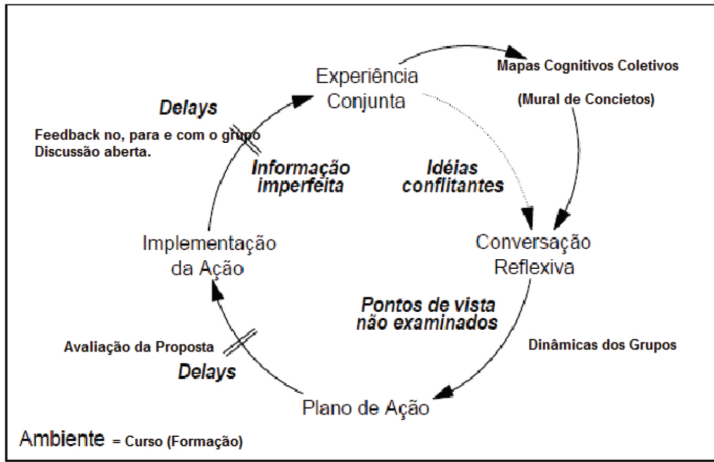 Experiência
Conjunta
Mapas Cognitivos Coletivos
(Mural de Concietos)
Delays
Feedback no, para e com o grupo
Discussão aberta.
Informação
imperfeita
Idéias
conflitantes
Implementação
da Ação
Conversação
Reflexiva
Pontos de vista
não examinados
Avaliação da Proposta
Delays
Dinâmicas dos Grupos
Plano de Ação
Ambiente = Curso (Formação)